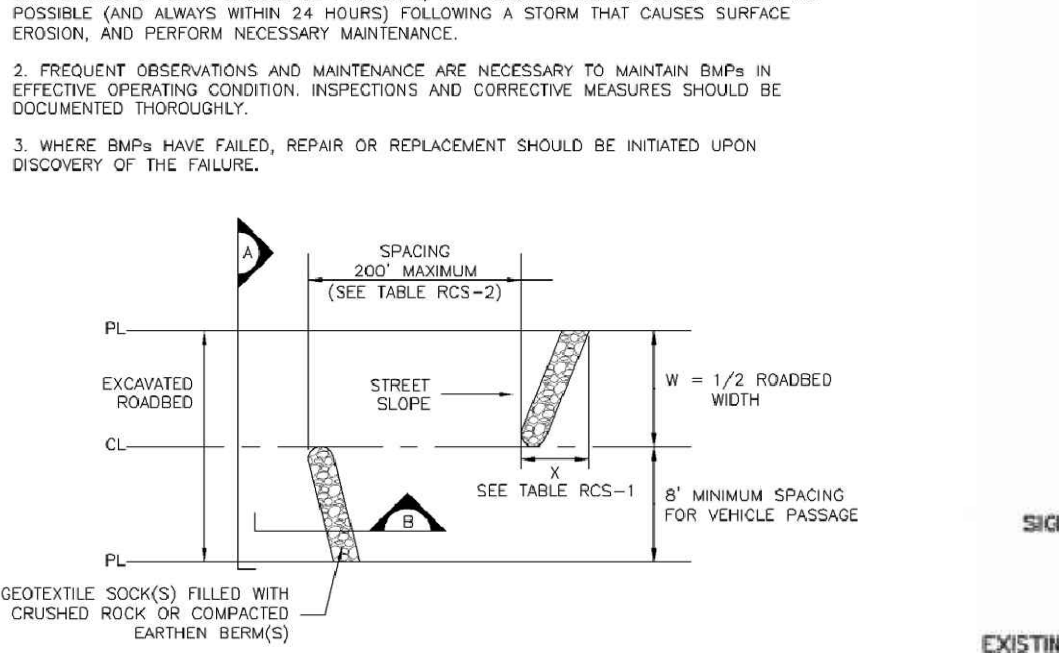 POSSIBLE (AND ALWAYS WITHIN 24 HOURS) FOLLOWING A STORM THAT CAUSES SURFACE
EROSION, AND PERFORM NECESSARY MAINTENANCE.
2. FREQUENT OBSERVATIONS AND MAINTENANCE ARE NECESSARY TO MAINTAIN BMPs IN
EFFECTIVE OPERATING CONDITION. INSPECTIONS AND CORRECTIVE MEASURES SHOULD BE
DOCUMENTED THOROUGHLY.
3. WHERE BMPs HAVE FAILED, REPAIR OR REPLACEMENT SHOULD BE INITIATED UPON
DISCOVERY OF THE FAILURE.
A
SPACING
200' MAXIMUM
(SEE TABLE RCS-2)
PL
EXCAVATED
ROADBED
STREET
SLOPE
W = 1/2 ROADBED
WIDTH
CL
X
SEE TABLE RCS-1
8' MINIMUM SPACING
FOR VEHICLE PASSAGE
B
PL
GEOTEXTILE SOCK(S) FILLED WITH
CRUSHED ROCK OR COMPACTED
EARTHEN BERM(S)